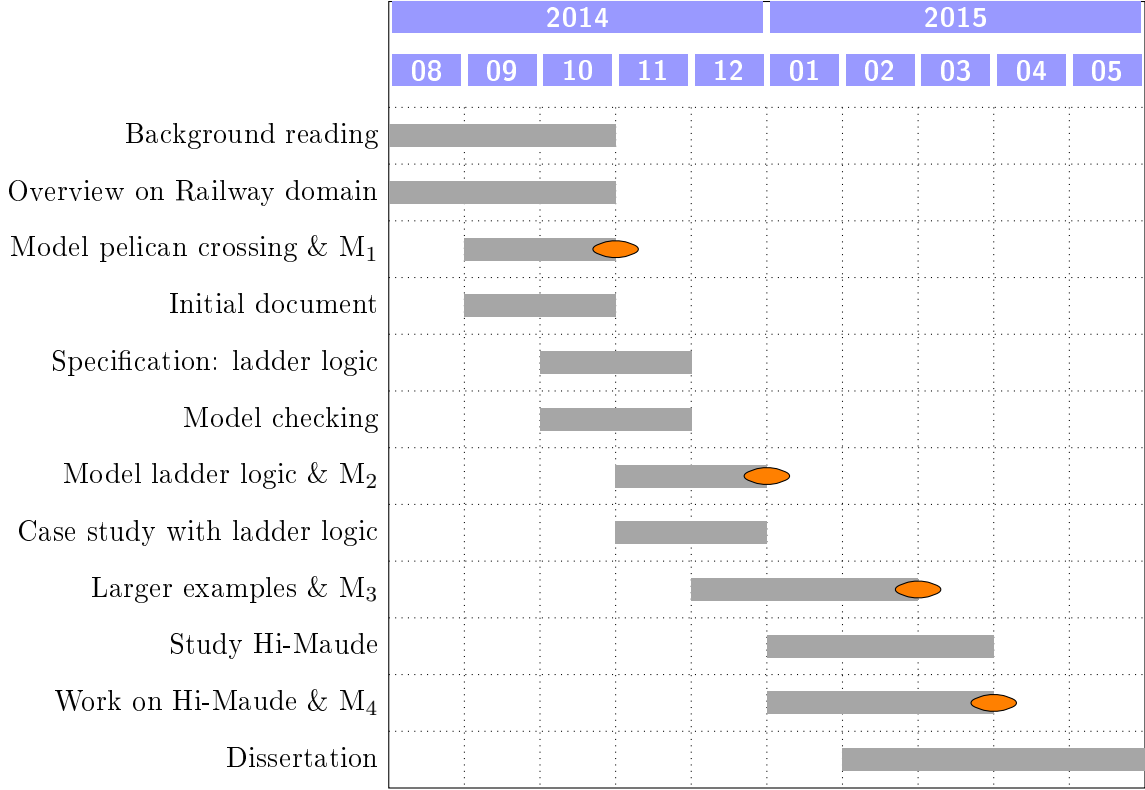 2014 2015
08 09 10 11 12 01 02 03 04 05
Background reading
Overview on Railway domain
Model pelican crossing & M₁
Initial document
Specification: ladder logic
Model checking
Model ladder logic & M₂
Case study with ladder logic
Larger examples & M₃
Study Hi-Maude
Work on Hi-Maude & M₄
Dissertation